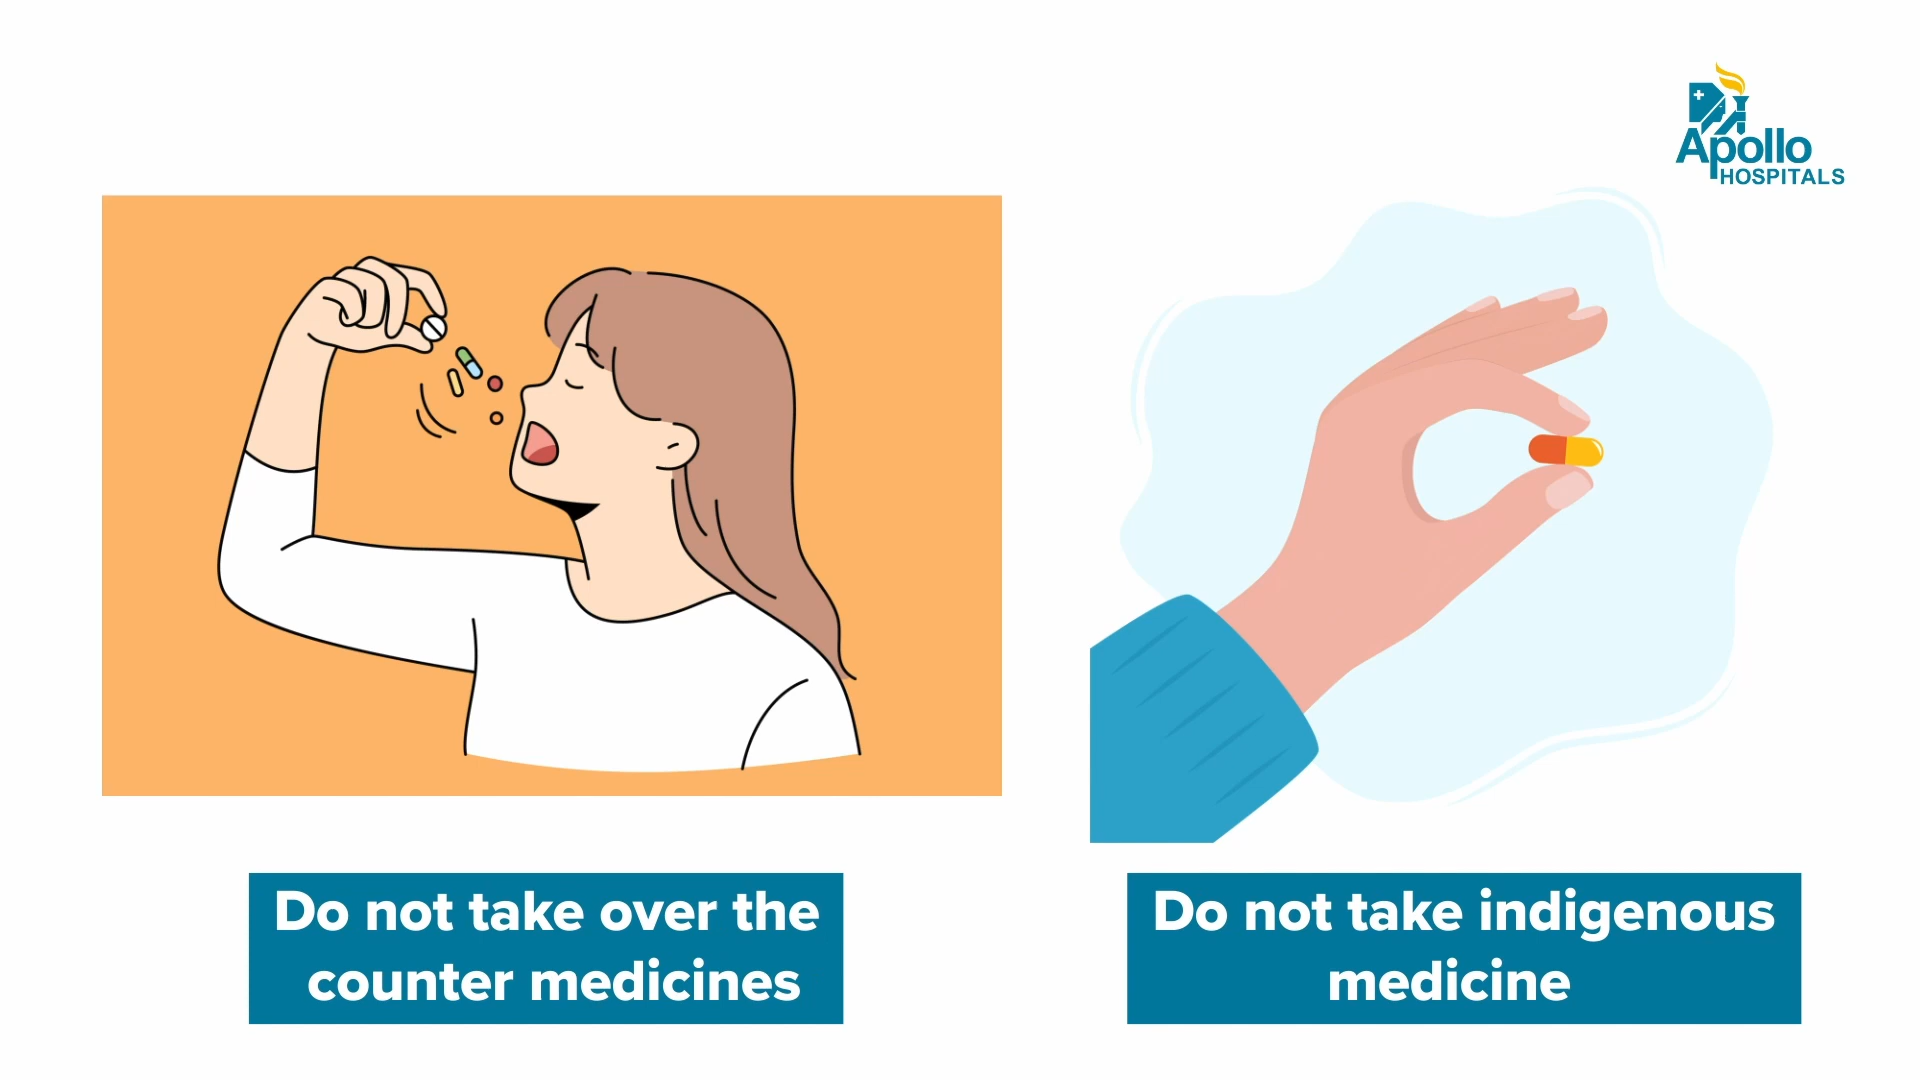 Apollo
HOSPITALS
Do not take over the
counter medicines
Do not take indigenous
medicine